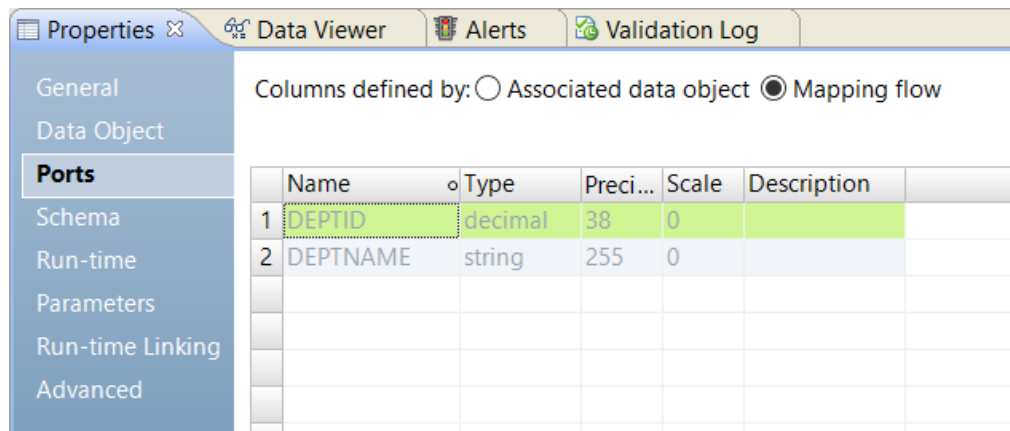 Properties Data Viewer Alerts Validation Log
General
Data Object
Ports
Schema
Run-time
Parameters
Run-time Linking
Advanced
Columns defined by: Associated data object Mapping flow
Name Type Preci... Scale Description
1 DEPTID decimal 38 0
2 DEPTNAME string 255 0